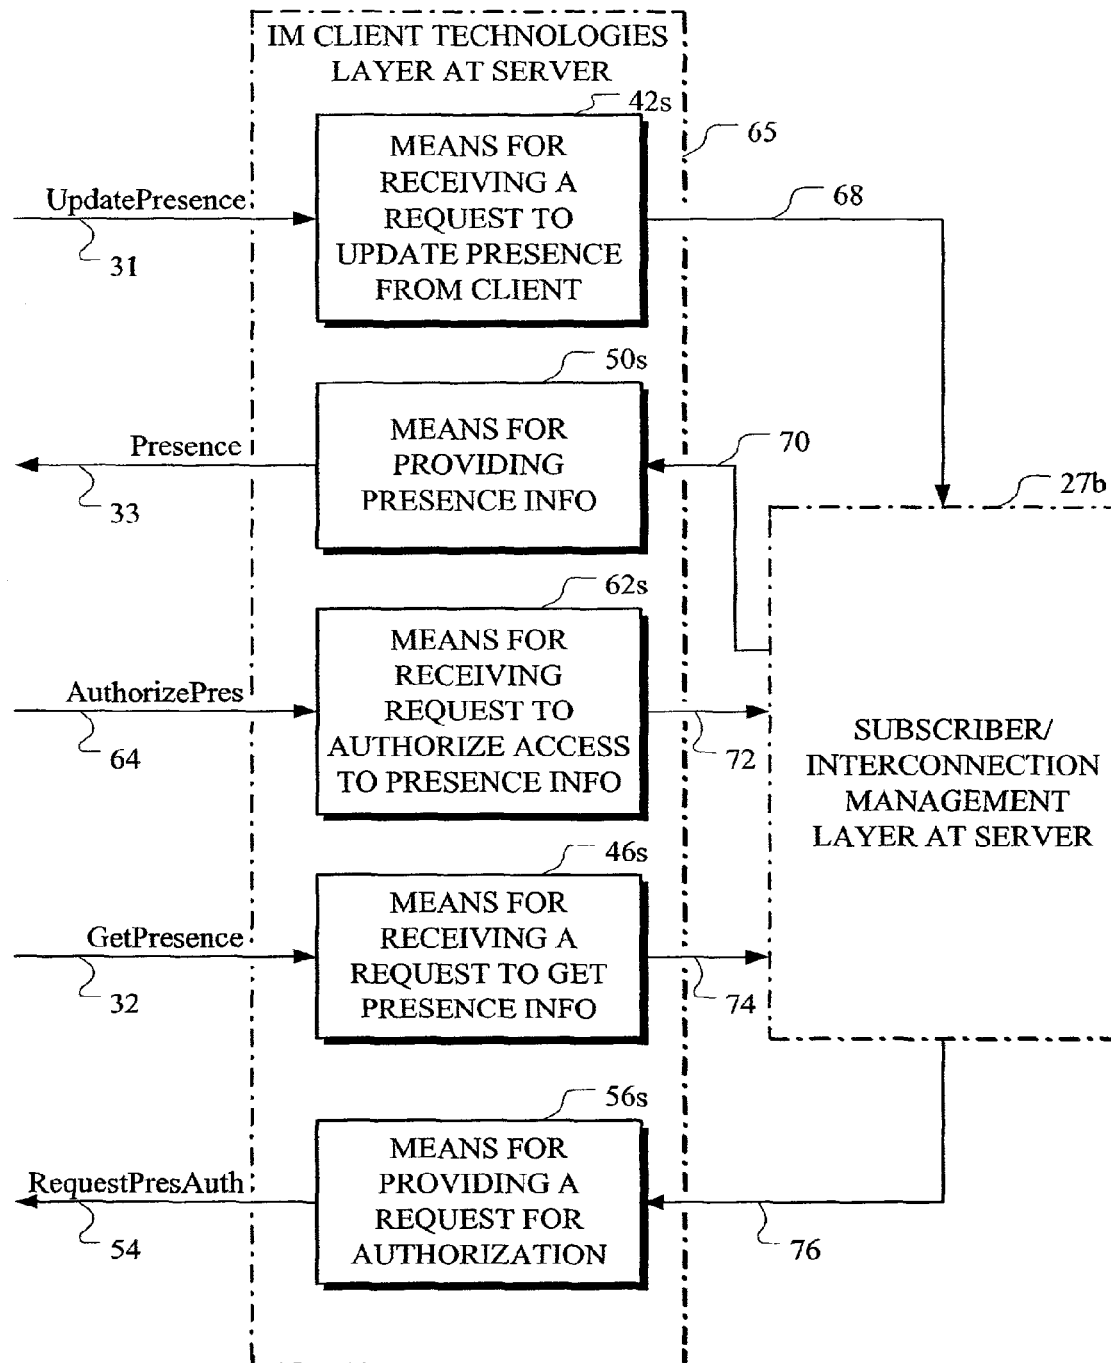 IM CLIENT TECHNOLOGIES
LAYER AT SERVER
42s
65
MEANS FOR
RECEIVING A
REQUEST TO
UPDATE PRESENCE
FROM CLIENT
UpdatePresence
31
68
50s
MEANS FOR
PROVIDING
PRESENCE INFO
Presence
33
70
27b
62s
MEANS FOR
RECEIVING
REQUEST TO
AUTHORIZE ACCESS
TO PRESENCE INFO
AuthorizePres
64
72
SUBSCRIBER/
INTERCONNECTION
MANAGEMENT
LAYER AT SERVER
46s
MEANS FOR
RECEIVING A
REQUEST TO GET
PRESENCE INFO
GetPresence
32
74
56s
MEANS FOR
PROVIDING A
REQUEST FOR
AUTHORIZATION
RequestPresAuth
54
76